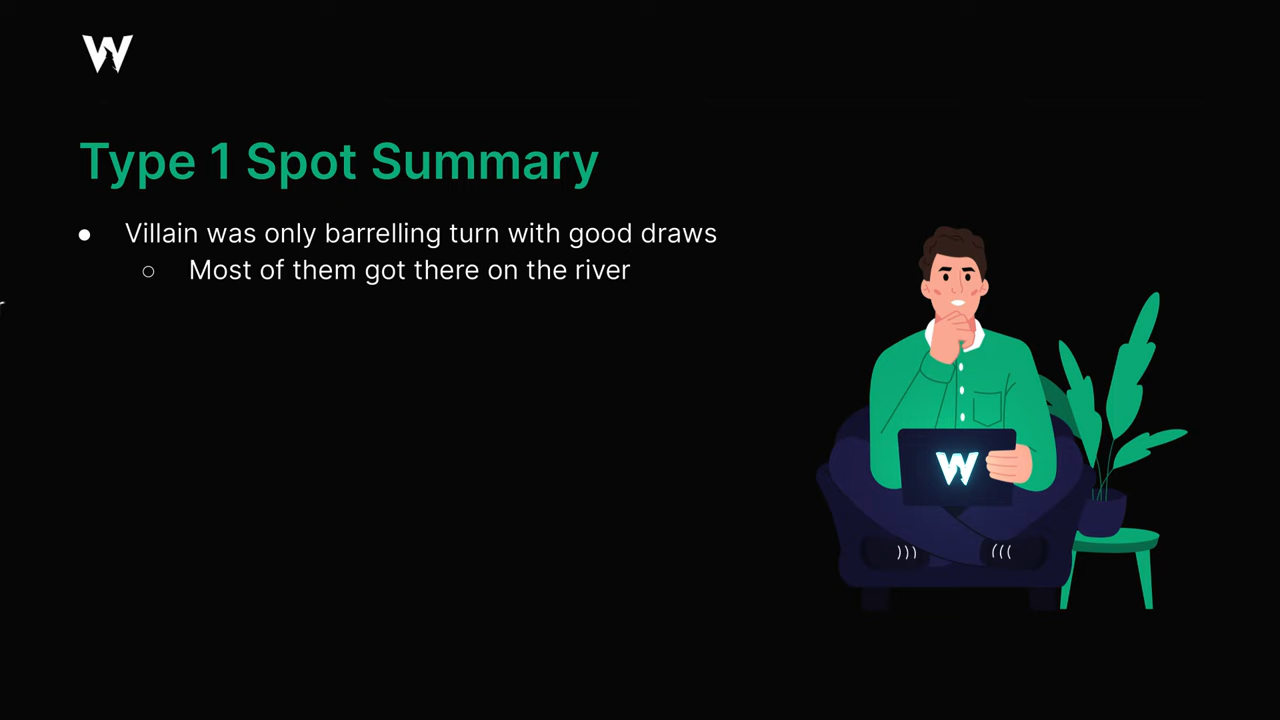 W
Type 1 Spot Summary
● Villain was only barrelling turn with good draws
○ Most of them got there on the river
r
W